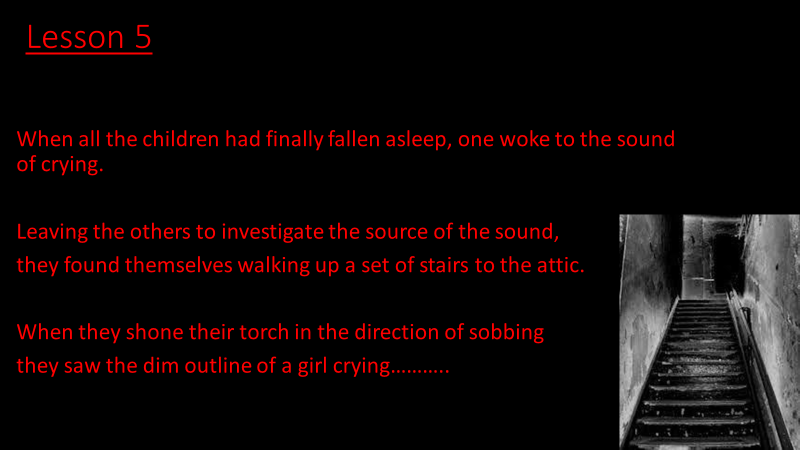 Lesson 5
When all the children had finally fallen asleep, one woke to the sound
of crying.
Leaving the others to investigate the source of the sound,
they found themselves walking up a set of stairs to the attic.
When they shone their torch in the direction of sobbing
they saw the dim outline of a girl crying………..